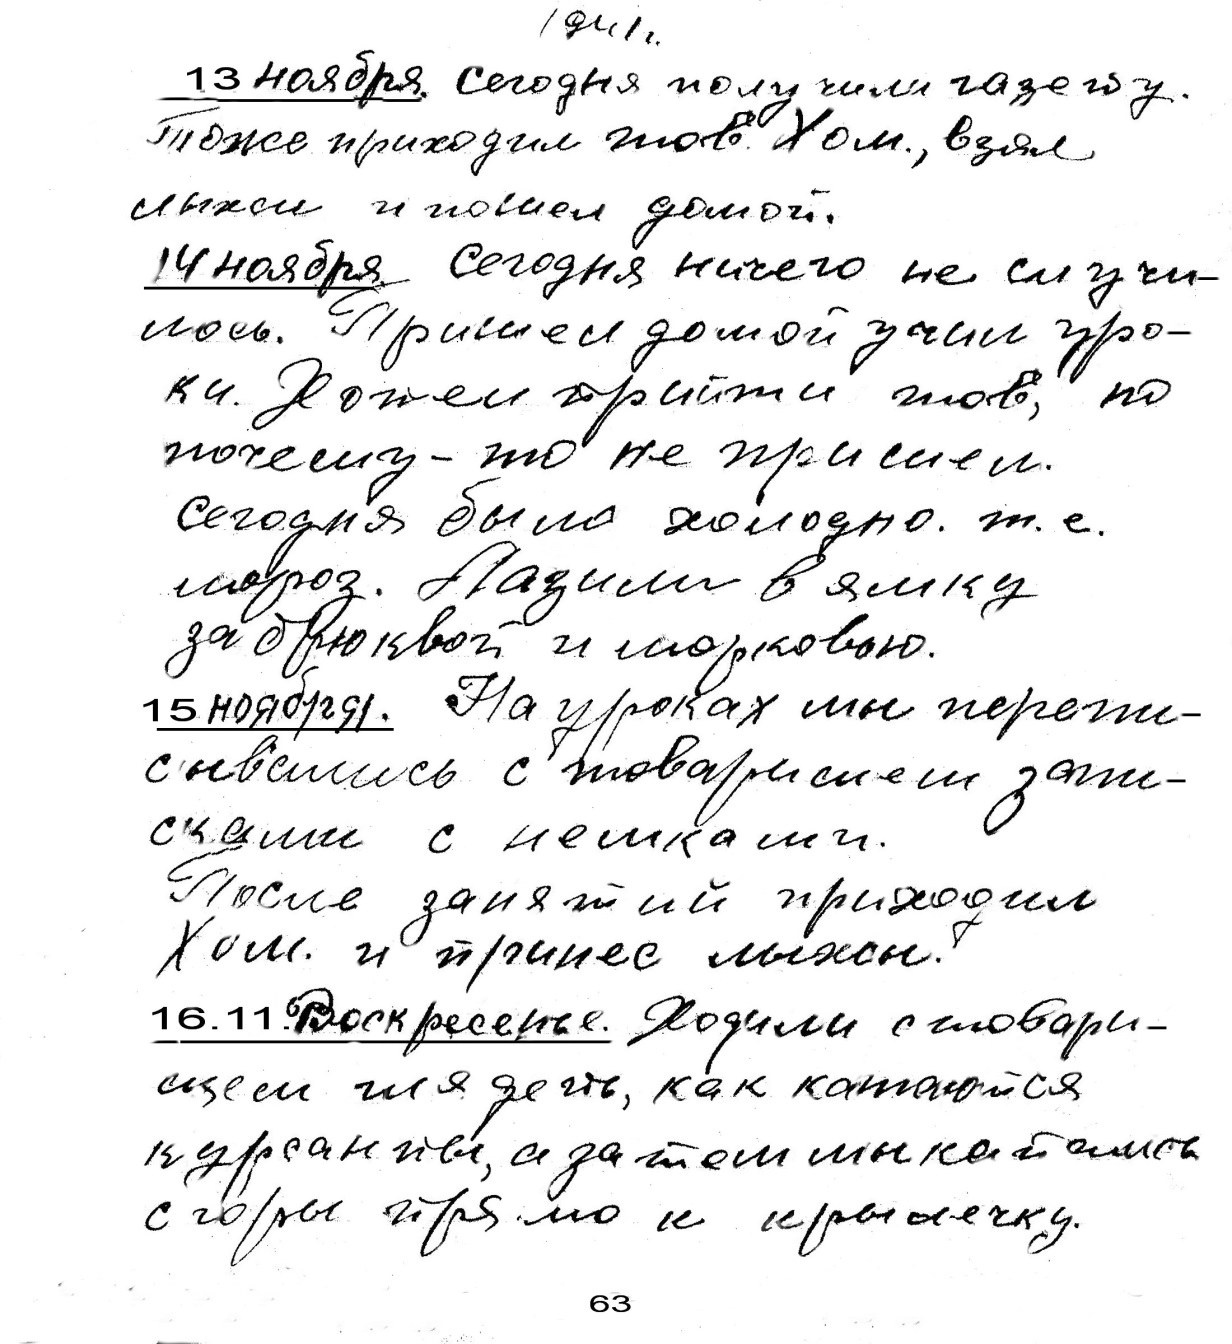 1941г.
13 ноября. Сегодня получили газету.
Тоже приходил тов. Хом., взял
лыжи и пошел домой.
14 ноября. Сегодня ничего не случи-
лось. Пришел домой учил уро-
ки. Хотел прийти тов, но
почему-то не пришел.
Сегодня было холодно. т.е.
мороз. Лазили в ямку
за брюквой и морковью.
15 ноября. На уроках мы перепи-
сывались с товарищем запи-
сками с немками.
После занятий приходил
Хом. и принес лыжи.
16.11. Воскресенье. Ходили с товари-
щем глядеть, как катаются
курсанты, а затем мы катались
с горы прямо к крылечку.
63